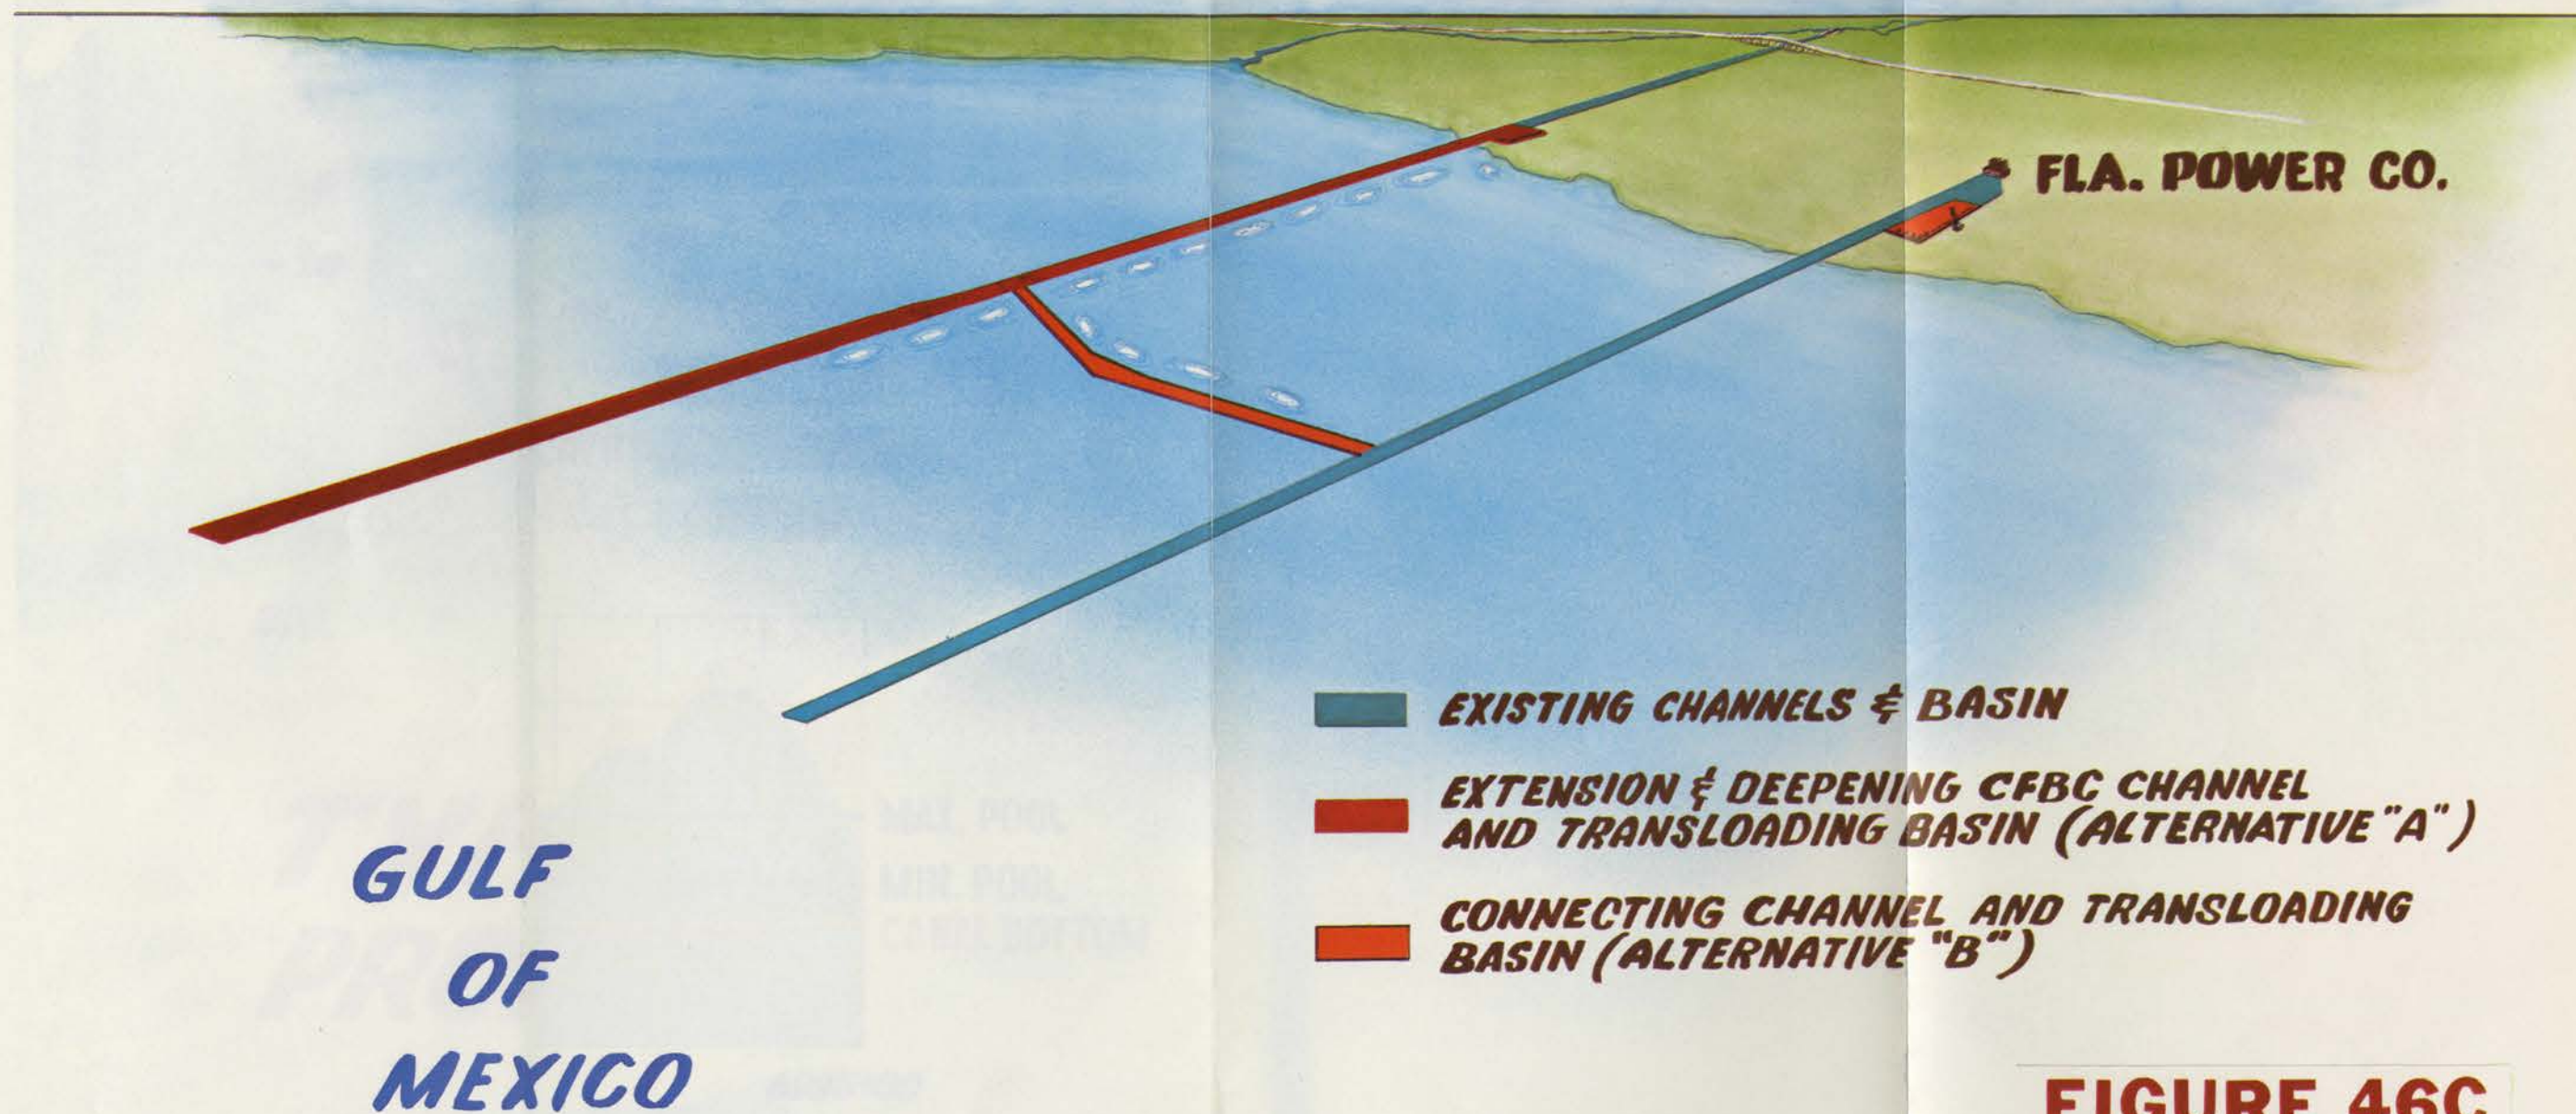 FLA. POWER CO.
EXISTING CHANNELS & BASIN
EXTENSION & DEEPENING CFBC CHANNEL
AND TRANSLOADING BASIN (ALTERNATIVE "A")
CONNECTING CHANNEL AND TRANSLOADING
BASIN (ALTERNATIVE "B")
GULF
OF
MEXICO
FIGURE 46C